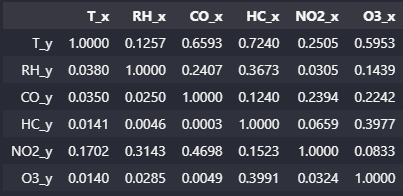 T_x RH_x CO_x HC_x NO2_x O3_x
T_y 1.0000 0.1257 0.6593 0.7240 0.2505 0.5953
RH_y 0.0380 1.0000 0.2407 0.3673 0.0305 0.1439
CO_y 0.0350 0.0250 1.0000 0.1240 0.2394 0.2242
HC_y 0.0141 0.0046 0.0003 1.0000 0.0659 0.3977
NO2_y 0.1702 0.3143 0.4698 0.1523 1.0000 0.0833
O3_y 0.0140 0.0285 0.0049 0.3991 0.0324 1.0000